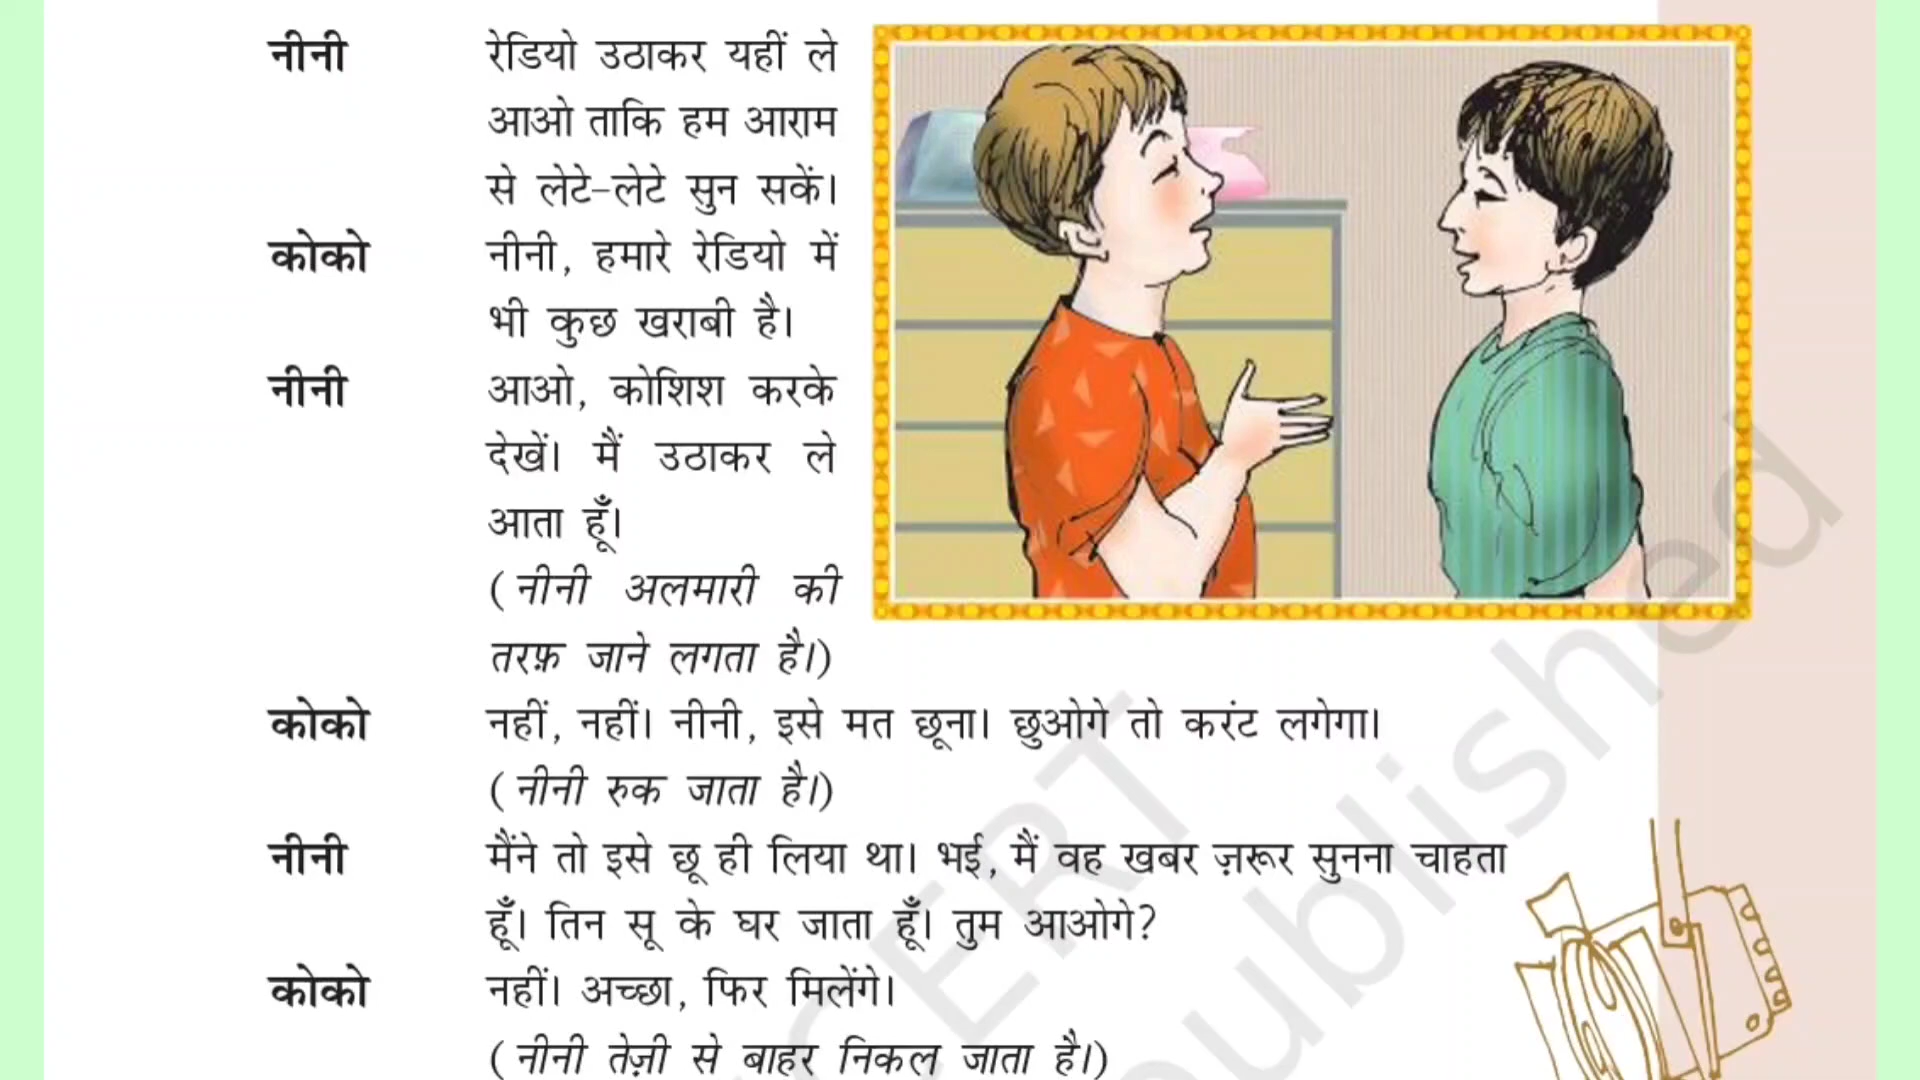 नीनी रेडियो उठाकर यहीं ले
आओ ताकि हम आराम
से लेटे-लेटे सुन सकें।
कोको नीनी, हमारे रेडियो में
भी कुछ खराबी है।
नीनी आओ, कोशिश करके
देखें। मैं उठाकर ले
आता हूँ।
(नीनी अलमारी की
तरफ़ जाने लगता है।)
कोको नहीं, नहीं। नीनी, इसे मत छूना। छुओगे तो करंट लगेगा।
(नीनी रुक जाता है।)
नीनी मैंने तो इसे छू ही लिया था। भई, मैं वह खबर ज़रूर सुनना चाहता
हूँ। तिन सू के घर जाता हूँ। तुम आओगे?
कोको नहीं। अच्छा, फिर मिलेंगे।
(नीनी तेज़ी से बाहर निकल जाता है।)